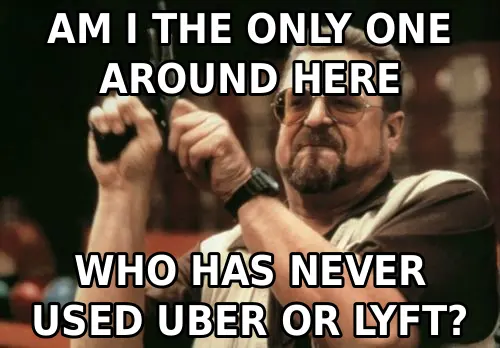 AM I THE ONLY ONE
AROUND HERE
WHO HAS NEVER
USED UBER OR LYFT?